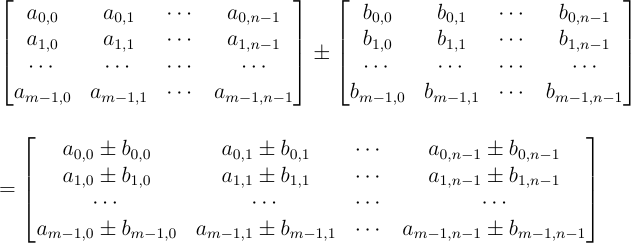 [a_{0,0} a_{0,1} ⋯ a_{0,n−1}] ± [b_{0,0} b_{0,1} ⋯ b_{0,n−1}]
[a_{1,0} a_{1,1} ⋯ a_{1,n−1}] [b_{1,0} b_{1,1} ⋯ b_{1,n−1}]
[⋯ ⋯ ⋯ ⋯] [⋯ ⋯ ⋯ ⋯]
[a_{m−1,0} a_{m−1,1} ⋯ a_{m−1,n−1}] [b_{m−1,0} b_{m−1,1} ⋯ b_{m−1,n−1}]
= [a_{0,0} ± b_{0,0} a_{0,1} ± b_{0,1} ⋯ a_{0,n−1} ± b_{0,n−1}]
[a_{1,0} ± b_{1,0} a_{1,1} ± b_{1,1} ⋯ a_{1,n−1} ± b_{1,n−1}]
[⋯ ⋯ ⋯ ⋯]
[a_{m−1,0} ± b_{m−1,0} a_{m−1,1} ± b_{m−1,1} ⋯ a_{m−1,n−1} ± b_{m−1,n−1}]